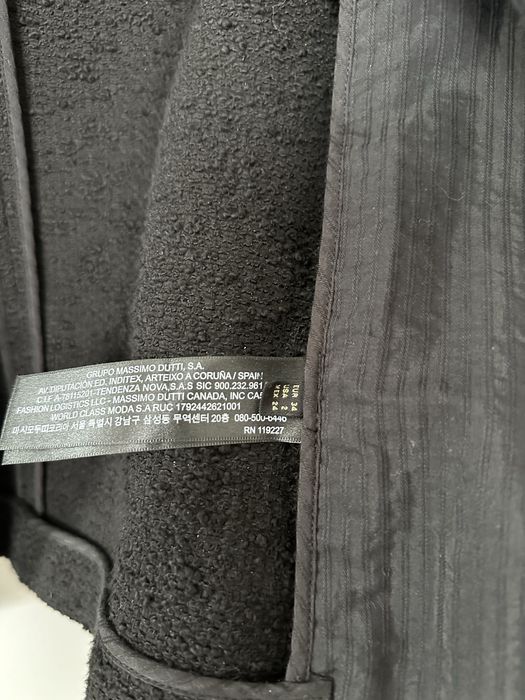 GRUPO MASSIMO DUTTI, S.A.
AV. DIPUTACIÓN ED. INDITEX, ARTEIXO A CORUÑA / SPAIN
C.I.F A-78115201-TENDENZA NOVA,S.A.S SIC 900.232.961
FASHION LOGISTICS LLC- MASSIMO DUTTI CANADA, INC
WORLD CLASS MODA S.A RUC 1792442621001
마시모두띠코리아 서울 특별시 강남구 삼성동 무역센터 20층 080-500-6446
RN 119227
EUR 34
USA 2
MEX 24